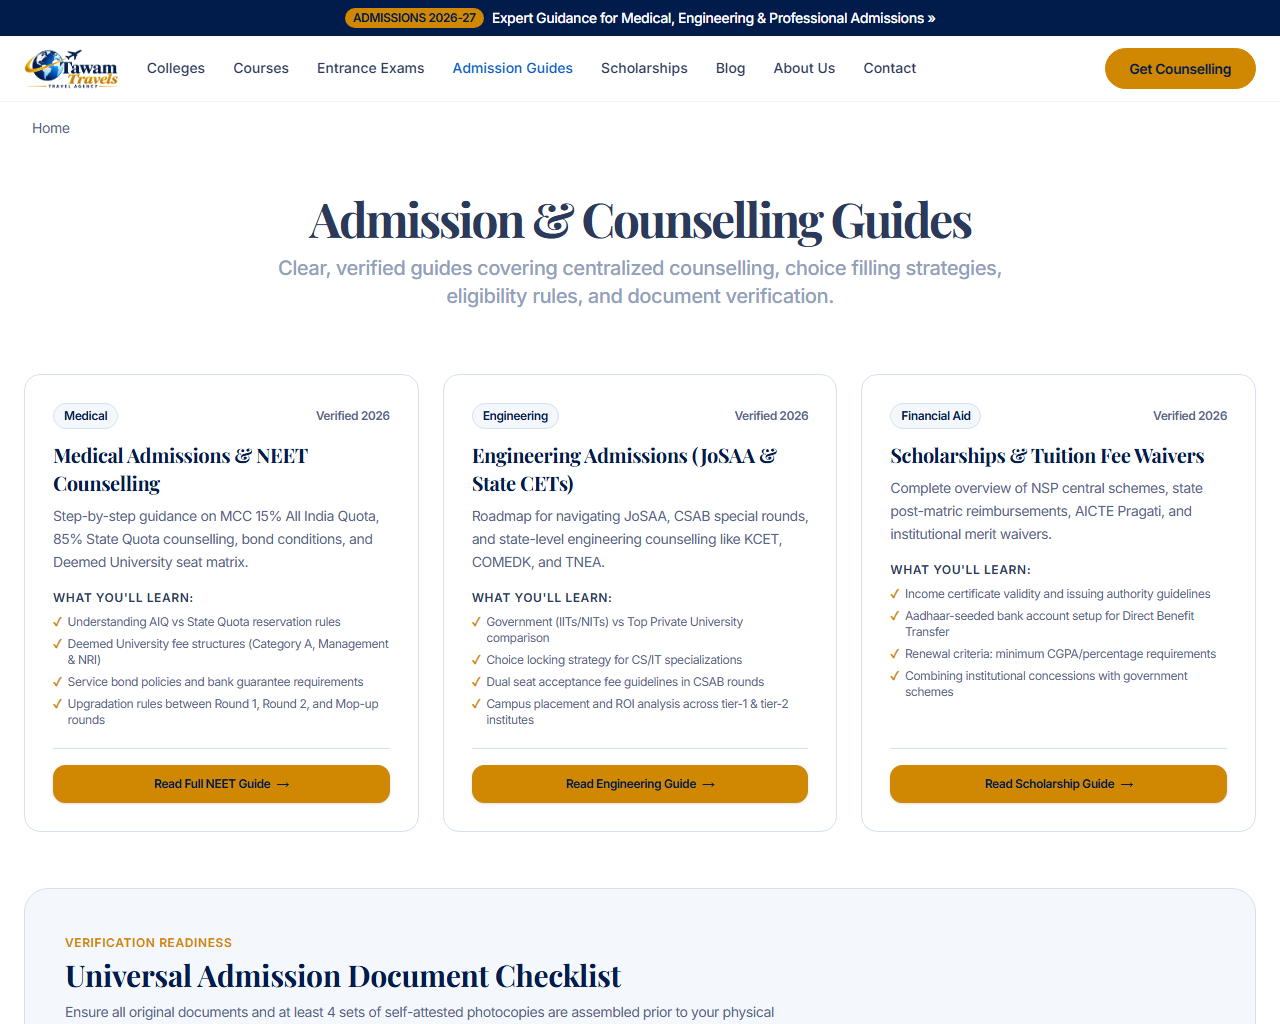 ADMISSIONS 2026-27 Expert Guidance for Medical, Engineering & Professional Admissions »
Tawam
Travels
TRAVEL AGENCY
Colleges Courses Entrance Exams Admission Guides Scholarships Blog About Us Contact
Get Counselling
Home
Admission & Counselling Guides
Clear, verified guides covering centralized counselling, choice filling strategies,
eligibility rules, and document verification.
Medical Verified 2026
Medical Admissions & NEET
Counselling
Step-by-step guidance on MCC 15% All India Quota,
85% State Quota counselling, bond conditions, and
Deemed University seat matrix.
WHAT YOU'LL LEARN:
✓ Understanding AIQ vs State Quota reservation rules
✓ Deemed University fee structures (Category A, Management
& NRI)
✓ Service bond policies and bank guarantee requirements
✓ Upgradation rules between Round 1, Round 2, and Mop-up
rounds
Read Full NEET Guide →
Engineering Verified 2026
Engineering Admissions (JoSAA &
State CETs)
Roadmap for navigating JoSAA, CSAB special rounds,
and state-level engineering counselling like KCET,
COMEDK, and TNEA.
WHAT YOU'LL LEARN:
✓ Government (IITs/NITs) vs Top Private University
comparison
✓ Choice locking strategy for CS/IT specializations
✓ Dual seat acceptance fee guidelines in CSAB rounds
✓ Campus placement and ROI analysis across tier-1 & tier-2
institutes
Read Engineering Guide →
Financial Aid Verified 2026
Scholarships & Tuition Fee Waivers
Complete overview of NSP central schemes, state
post-matric reimbursements, AICTE Pragati, and
institutional merit waivers.
WHAT YOU'LL LEARN:
✓ Income certificate validity and issuing authority guidelines
✓ Aadhaar-seeded bank account setup for Direct Benefit
Transfer
✓ Renewal criteria: minimum CGPA/percentage requirements
✓ Combining institutional concessions with government
schemes
Read Scholarship Guide →
VERIFICATION READINESS
Universal Admission Document Checklist
Ensure all original documents and at least 4 sets of self-attested photocopies are assembled prior to your physical